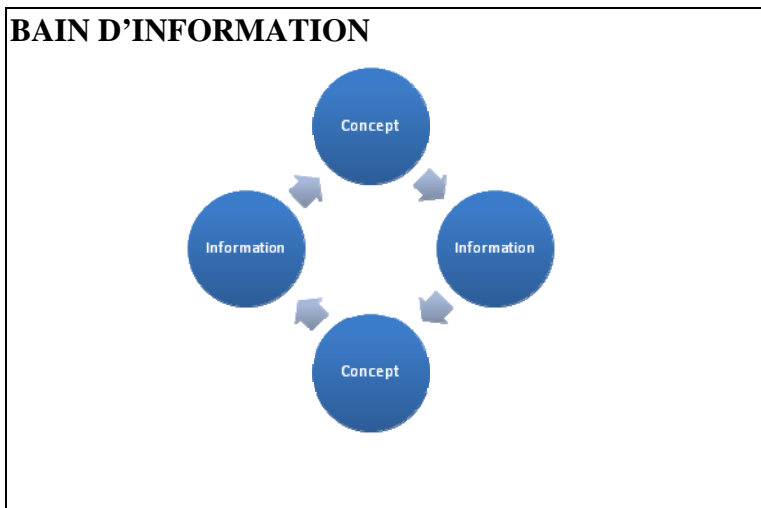 BAIN D’INFORMATION
Concept
Information
Information
Concept